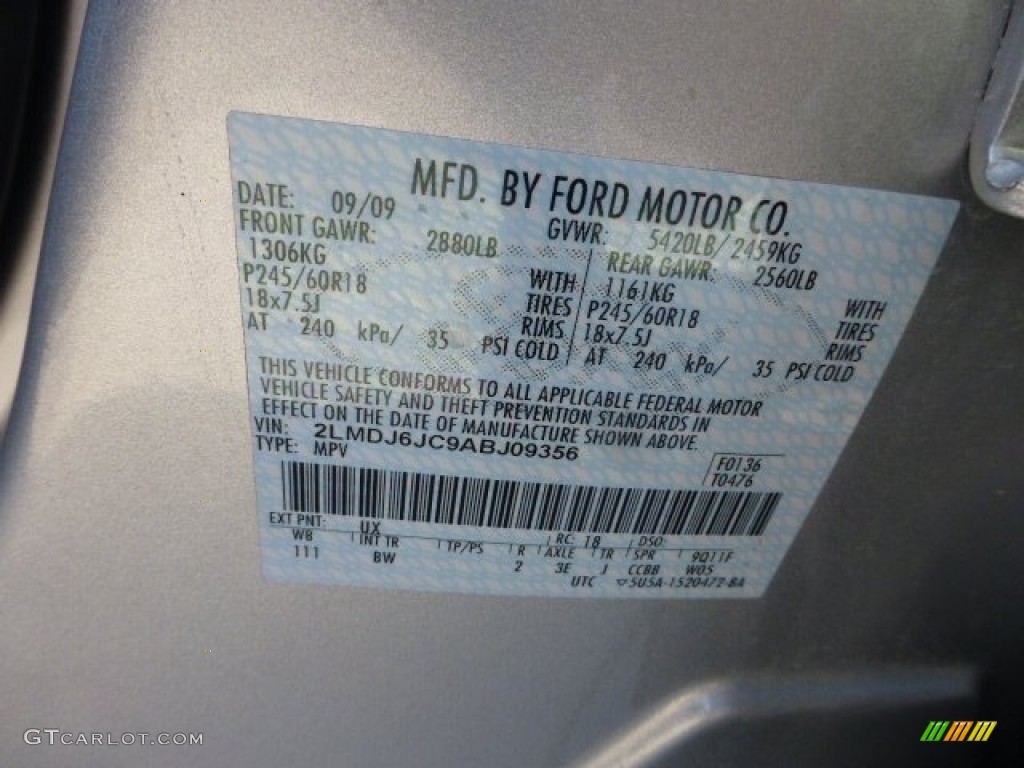 MFD. BY FORD MOTOR CO.
DATE: 09/09 GVWR: 5420LB/ 2459KG
FRONT GAWR: 2880LB REAR GAWR: 2560LB
1306KG WITH 1161KG WITH
P245/60R18 TIRES P245/60R18 TIRES
18x7.5J RIMS 18x7.5J RIMS
AT 240 kPa/ 35 PSI COLD AT 240 kPa/ 35 PSI COLD
THIS VEHICLE CONFORMS TO ALL APPLICABLE FEDERAL MOTOR
VEHICLE SAFETY AND THEFT PREVENTION STANDARDS IN
EFFECT ON THE DATE OF MANUFACTURE SHOWN ABOVE.
VIN: 2LMDJ6JC9ABJ09356
TYPE: MPV F0136
T0476
EXT PNT: UX RC: 18 DSO:
WB INT TR TP/PS R AXLE TR SPR 9Q11F
111 BW 2 3E J CCBB W05
UTC ▽5U5A-1520472-BA
GTCARLOT.COM